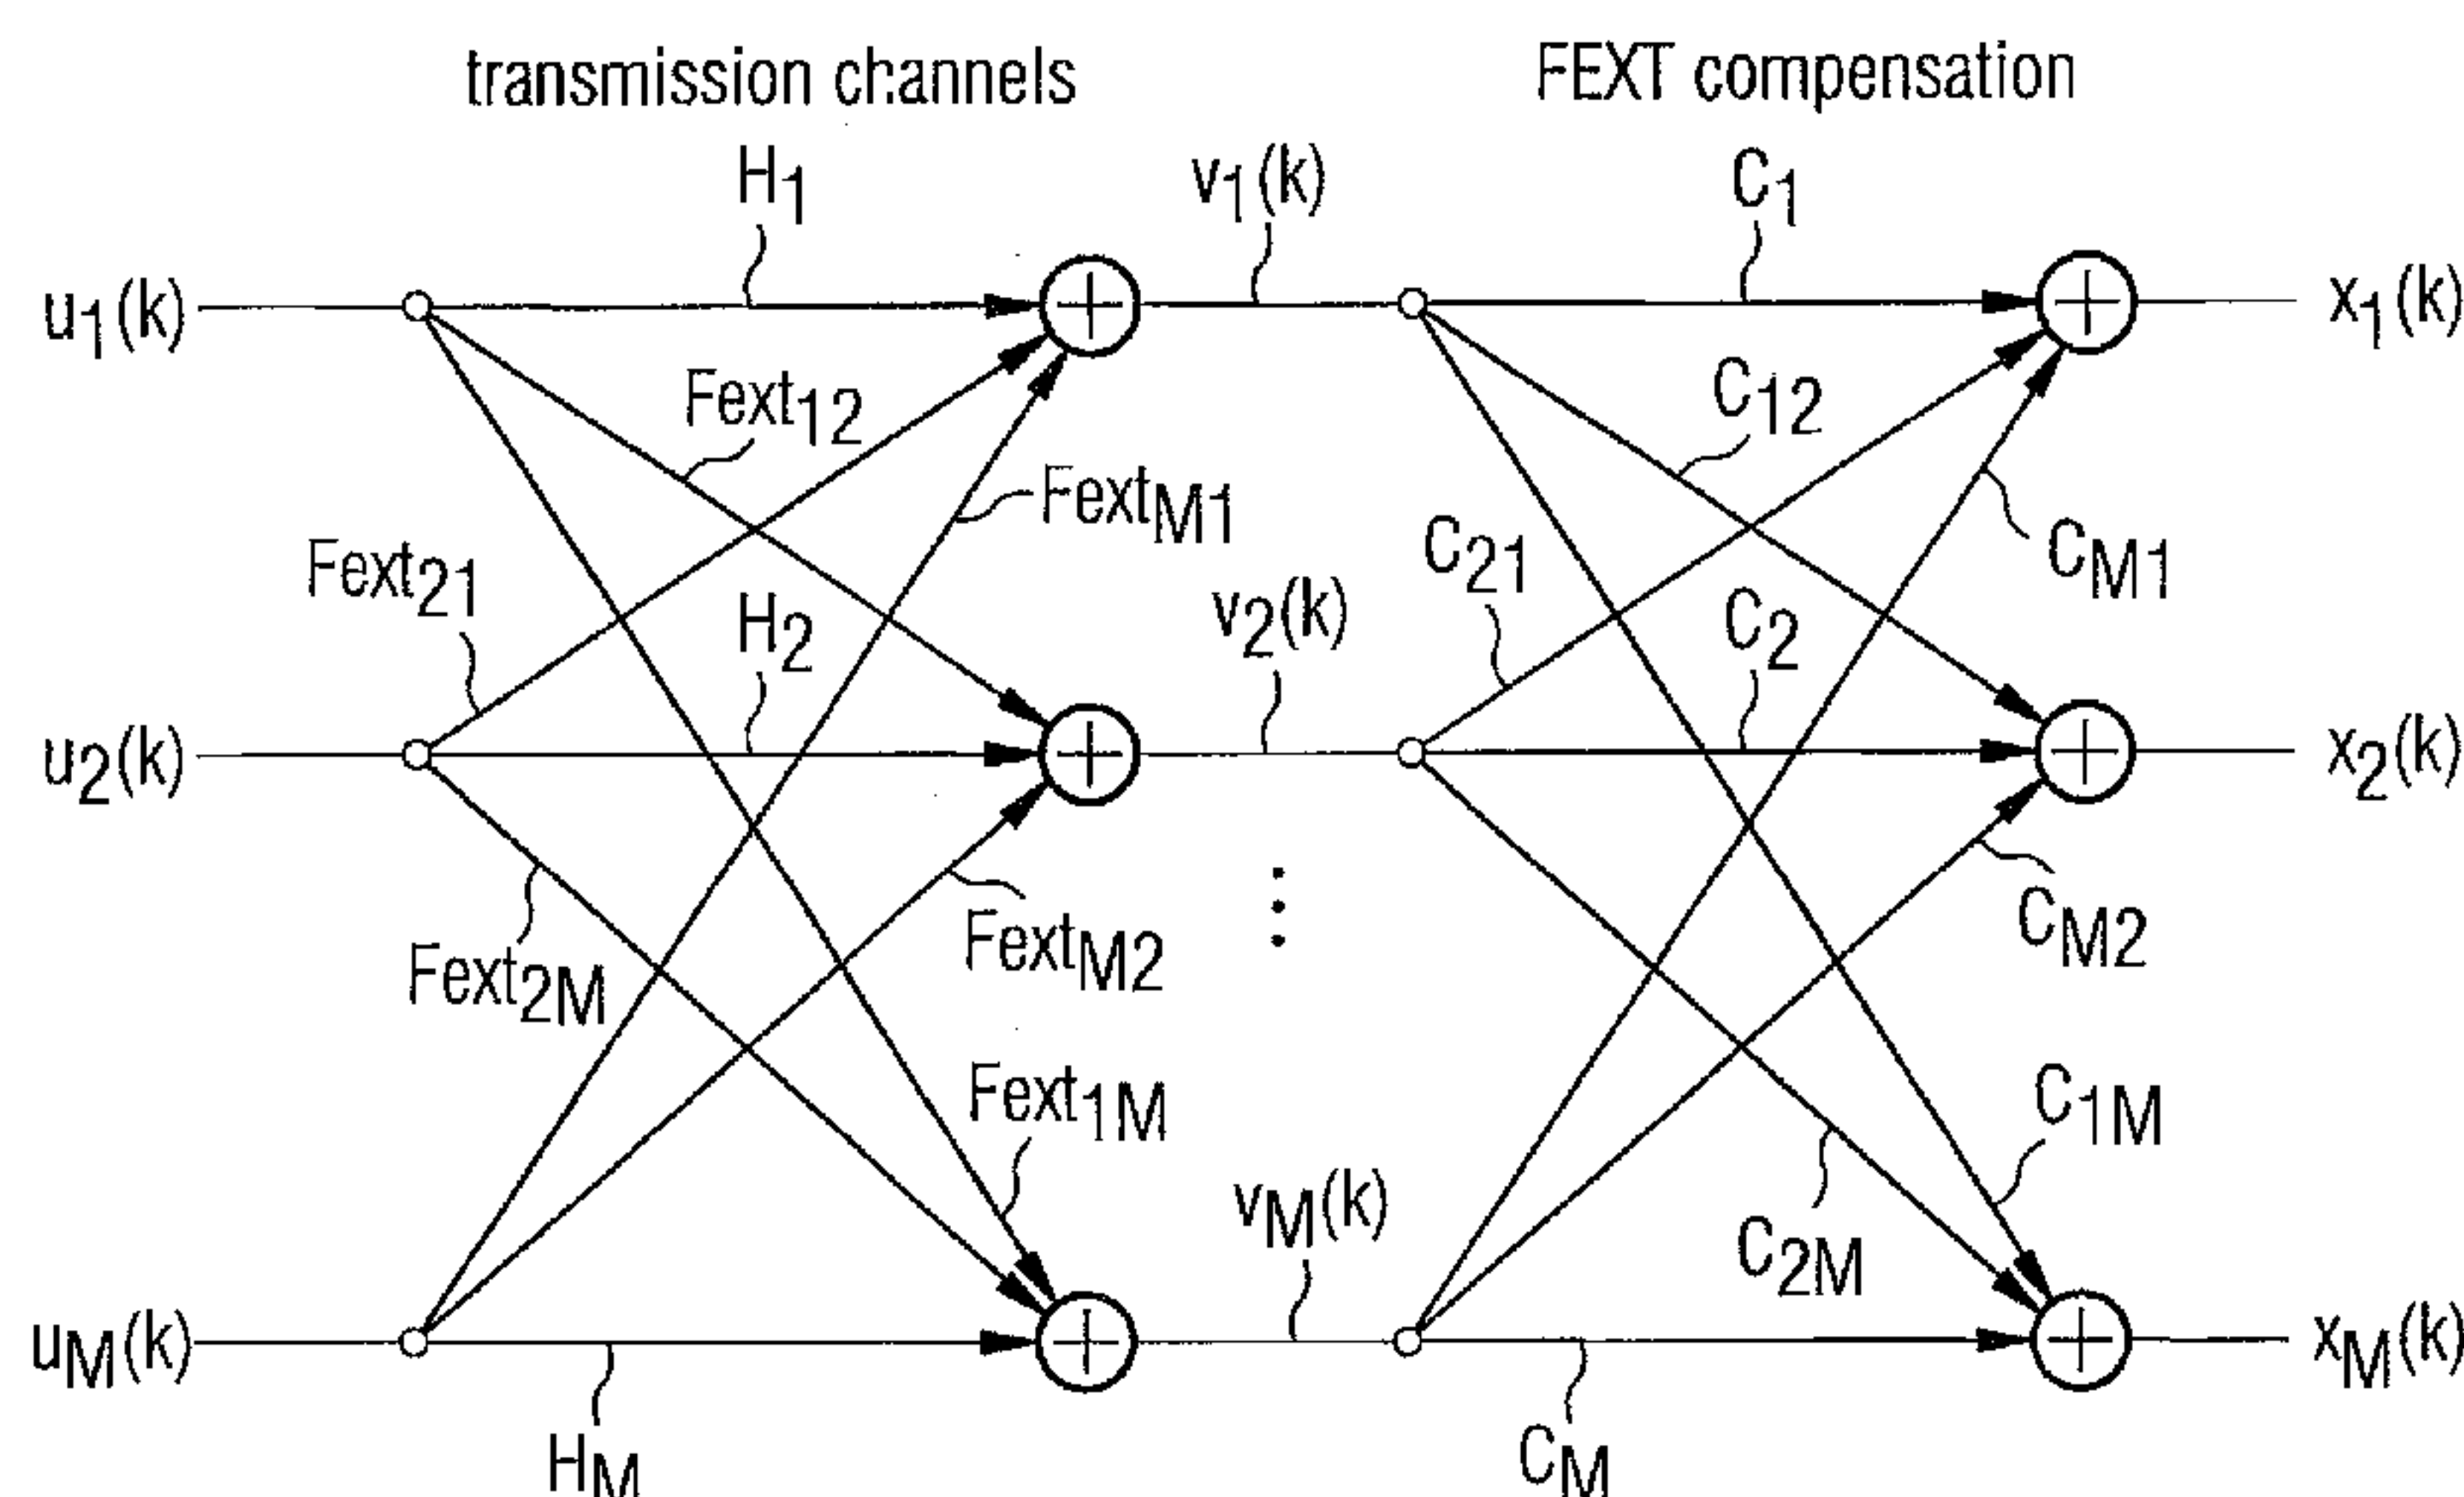 transmission channels
FEXT compensation
H1
v1(k)
C1
u1(k)
x1(k)
Fext12
C12
FextM1
Fext21
C21
CM1
H2
v2(k)
C2
u2(k)
x2(k)
Fext2M
FextM2
CM2
Fext1M
C1M
vM(k)
C2M
uM(k)
xM(k)
HM
CM